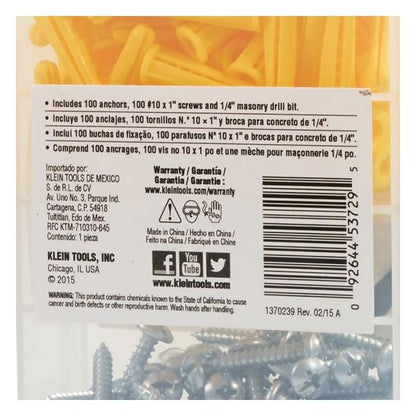 • Includes 100 anchors, 100 #10 x 1" screws and 1/4" masonry drill bit.
• Incluye 100 anclajes, 100 tornillos N.° 10 × 1" y broca para concreto de 1/4".
• Inclui 100 buchas de fixação, 100 parafusos Nº 10 x 1" e brocas para concreto de 1/4".
• Comprend 100 ancrages, 100 vis no 10 x 1 po et une mèche pour maçonnerie 1/4 po.
Importado por:
KLEIN TOOLS DE MEXICO
S. de R.L. de CV
Av. Uno No. 3, Parque Ind.
Cartagena, C.P. 54918
Tultitlán, Edo de Mex.
RFC KTM-710310-645
Contenido: 1 pieza
Warranty / Garantía /
Garantia / Garantie :
www.kleintools.com/warranty
Made in China / Hecho en China /
Feito na China / Fabriqué en Chine
KLEIN TOOLS, INC
Chicago, IL USA
© 2015
f You Tube
www.kleintools.com
WARNING: This product contains chemicals known to the State of California to cause
cancer and birth defects or other reproductive harm. Wash hands after handling.
0 92644 53729 5
1370239 Rev. 02/15 A